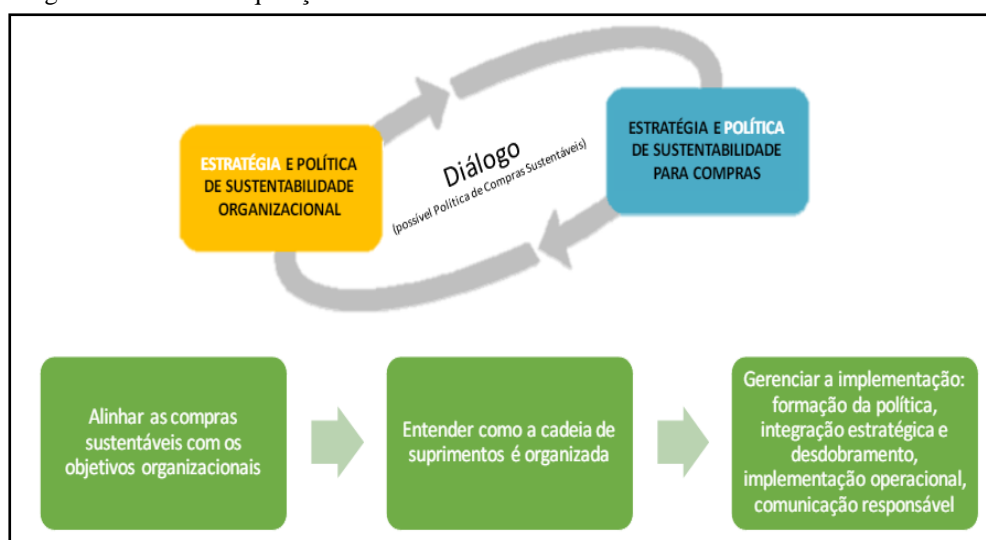 ESTRATÉGIA E POLÍTICA
DE SUSTENTABILIDADE
ORGANIZACIONAL
Diálogo
(possível Política de Compras Sustentáveis)
ESTRATÉGIA E POLÍTICA
DE SUSTENTABILIDADE
PARA COMPRAS
Alinhar as compras
sustentáveis com os
objetivos organizacionais
Entender como a cadeia de
suprimentos é organizada
Gerenciar a implementação:
formação da política,
integração estratégica e
desdobramento,
implementação operacional,
comunicação responsável